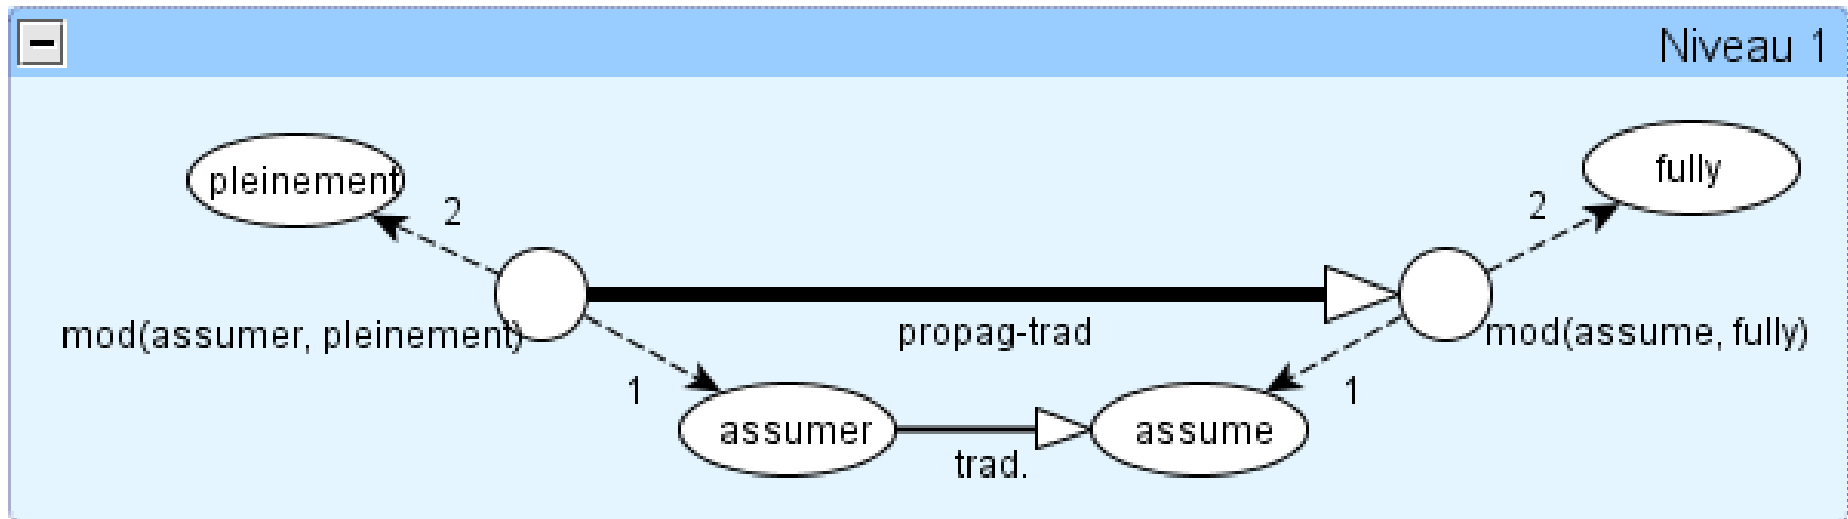 Niveau 1
pleinement
fully
2
2
mod(assumer, pleinement)
propag-trad
mod(assume, fully)
1
1
assumer
assume
trad.